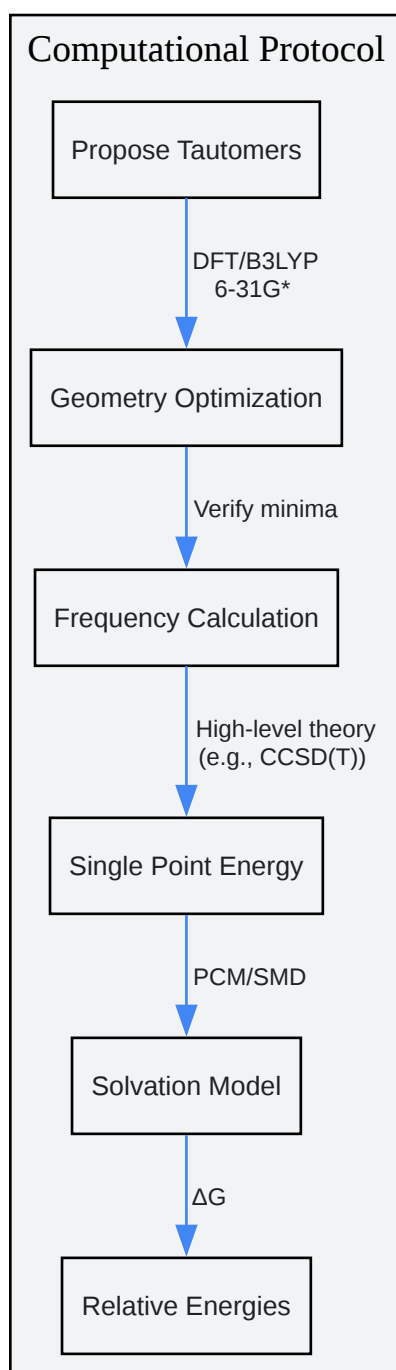 Computational Protocol
Propose Tautomers
DFT/B3LYP
6-31G*
Geometry Optimization
Verify minima
Frequency Calculation
High-level theory
(e.g., CCSD(T))
Single Point Energy
PCM/SMD
Solvation Model
ΔG
Relative Energies